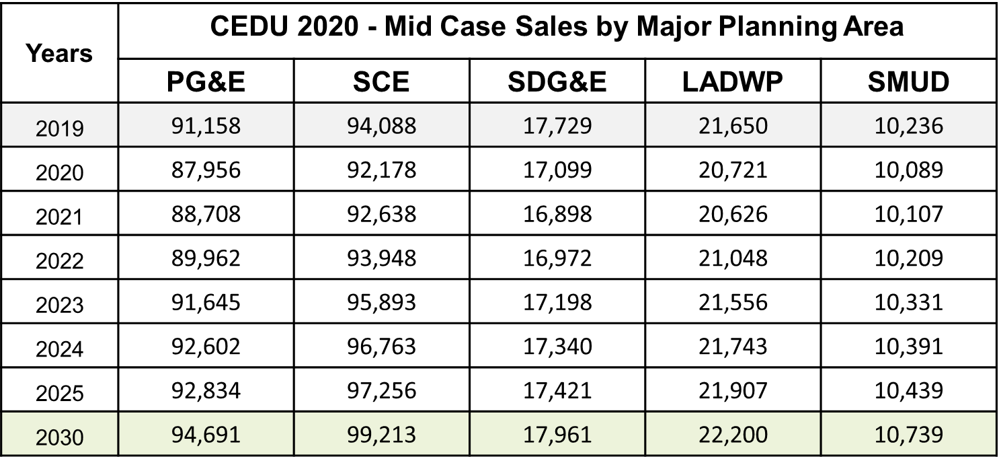 CEDU 2020 - Mid Case Sales by Major Planning Area
Years
PG&E SCE SDG&E LADWP SMUD
2019 91,158 94,088 17,729 21,650 10,236
2020 87,956 92,178 17,099 20,721 10,089
2021 88,708 92,638 16,898 20,626 10,107
2022 89,962 93,948 16,972 21,048 10,209
2023 91,645 95,893 17,198 21,556 10,331
2024 92,602 96,763 17,340 21,743 10,391
2025 92,834 97,256 17,421 21,907 10,439
2030 94,691 99,213 17,961 22,200 10,739